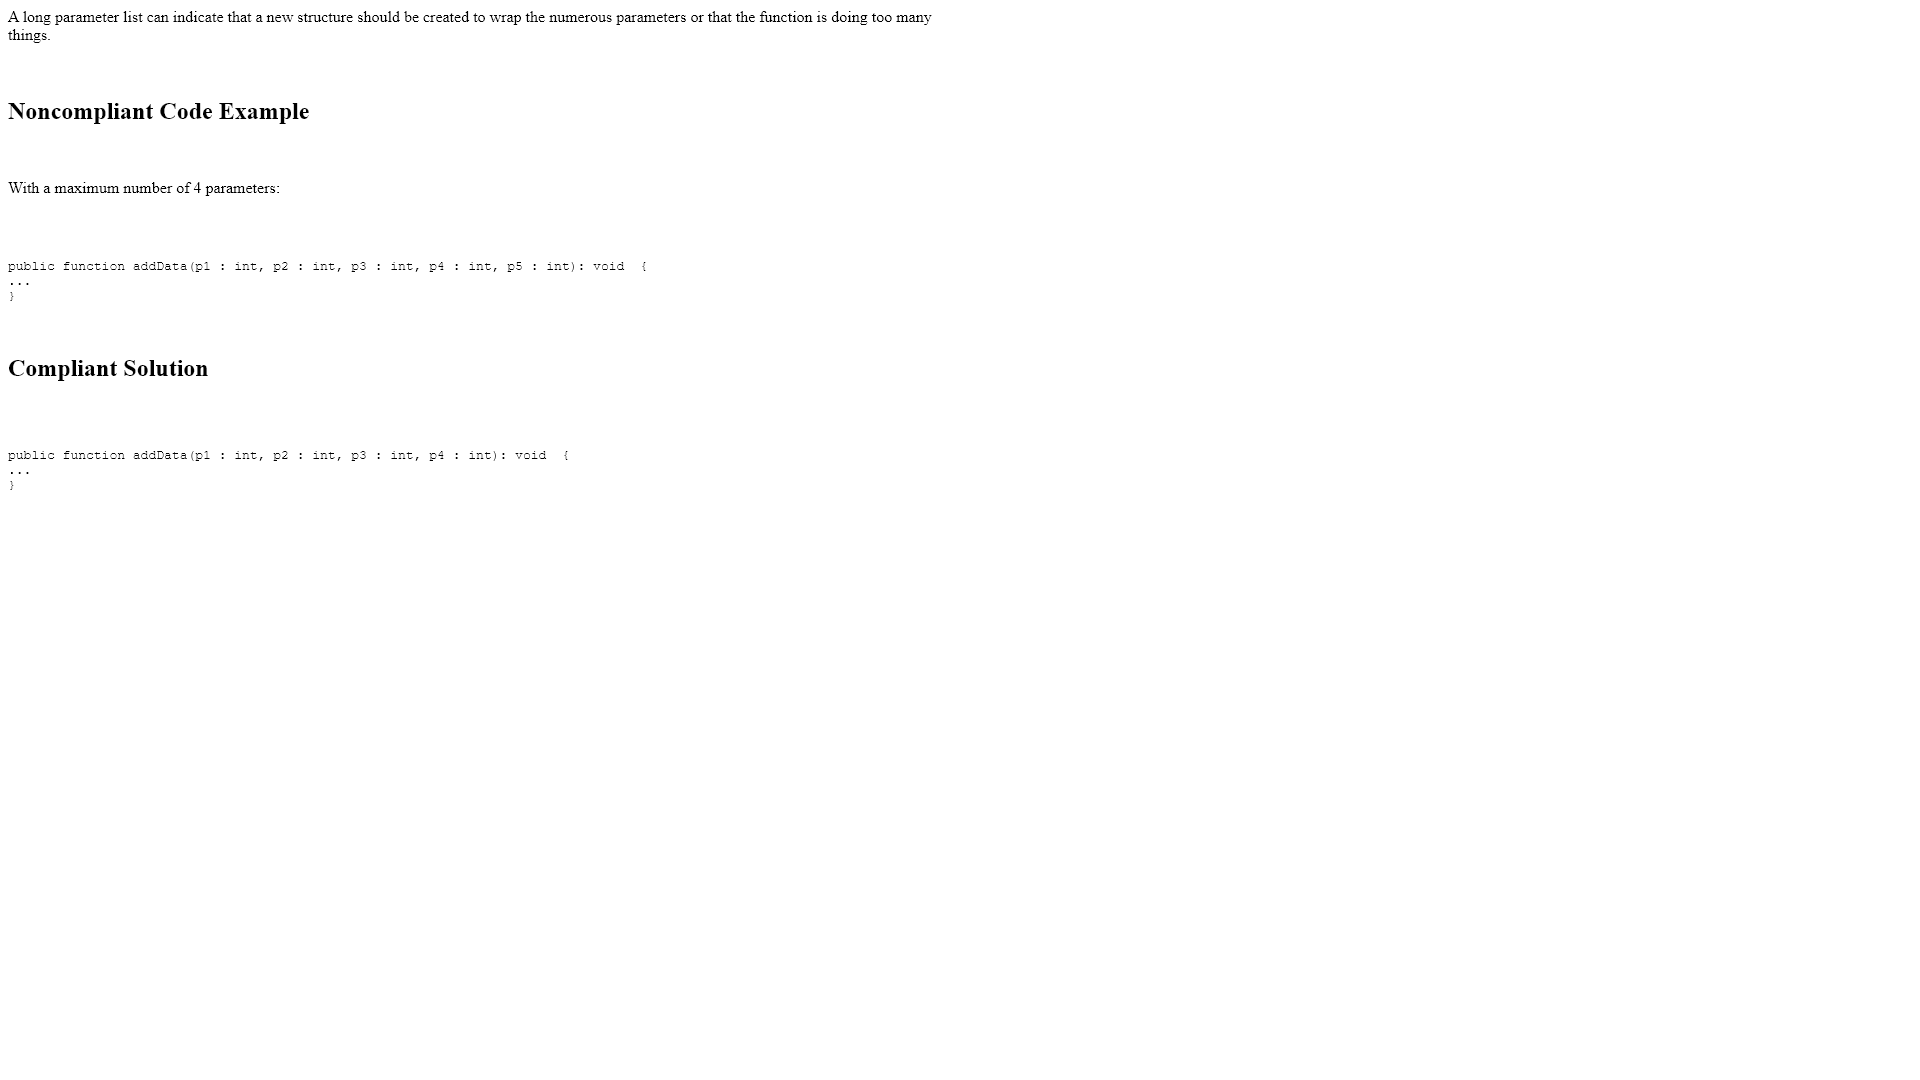 A long parameter list can indicate that a new structure should be created to wrap the numerous parameters or that the function is doing too many
things.
Noncompliant Code Example
With a maximum number of 4 parameters:
public function addData(p1 : int, p2 : int, p3 : int, p4 : int, p5 : int): void  {
...
}
Compliant Solution
public function addData(p1 : int, p2 : int, p3 : int, p4 : int): void  {
...
}